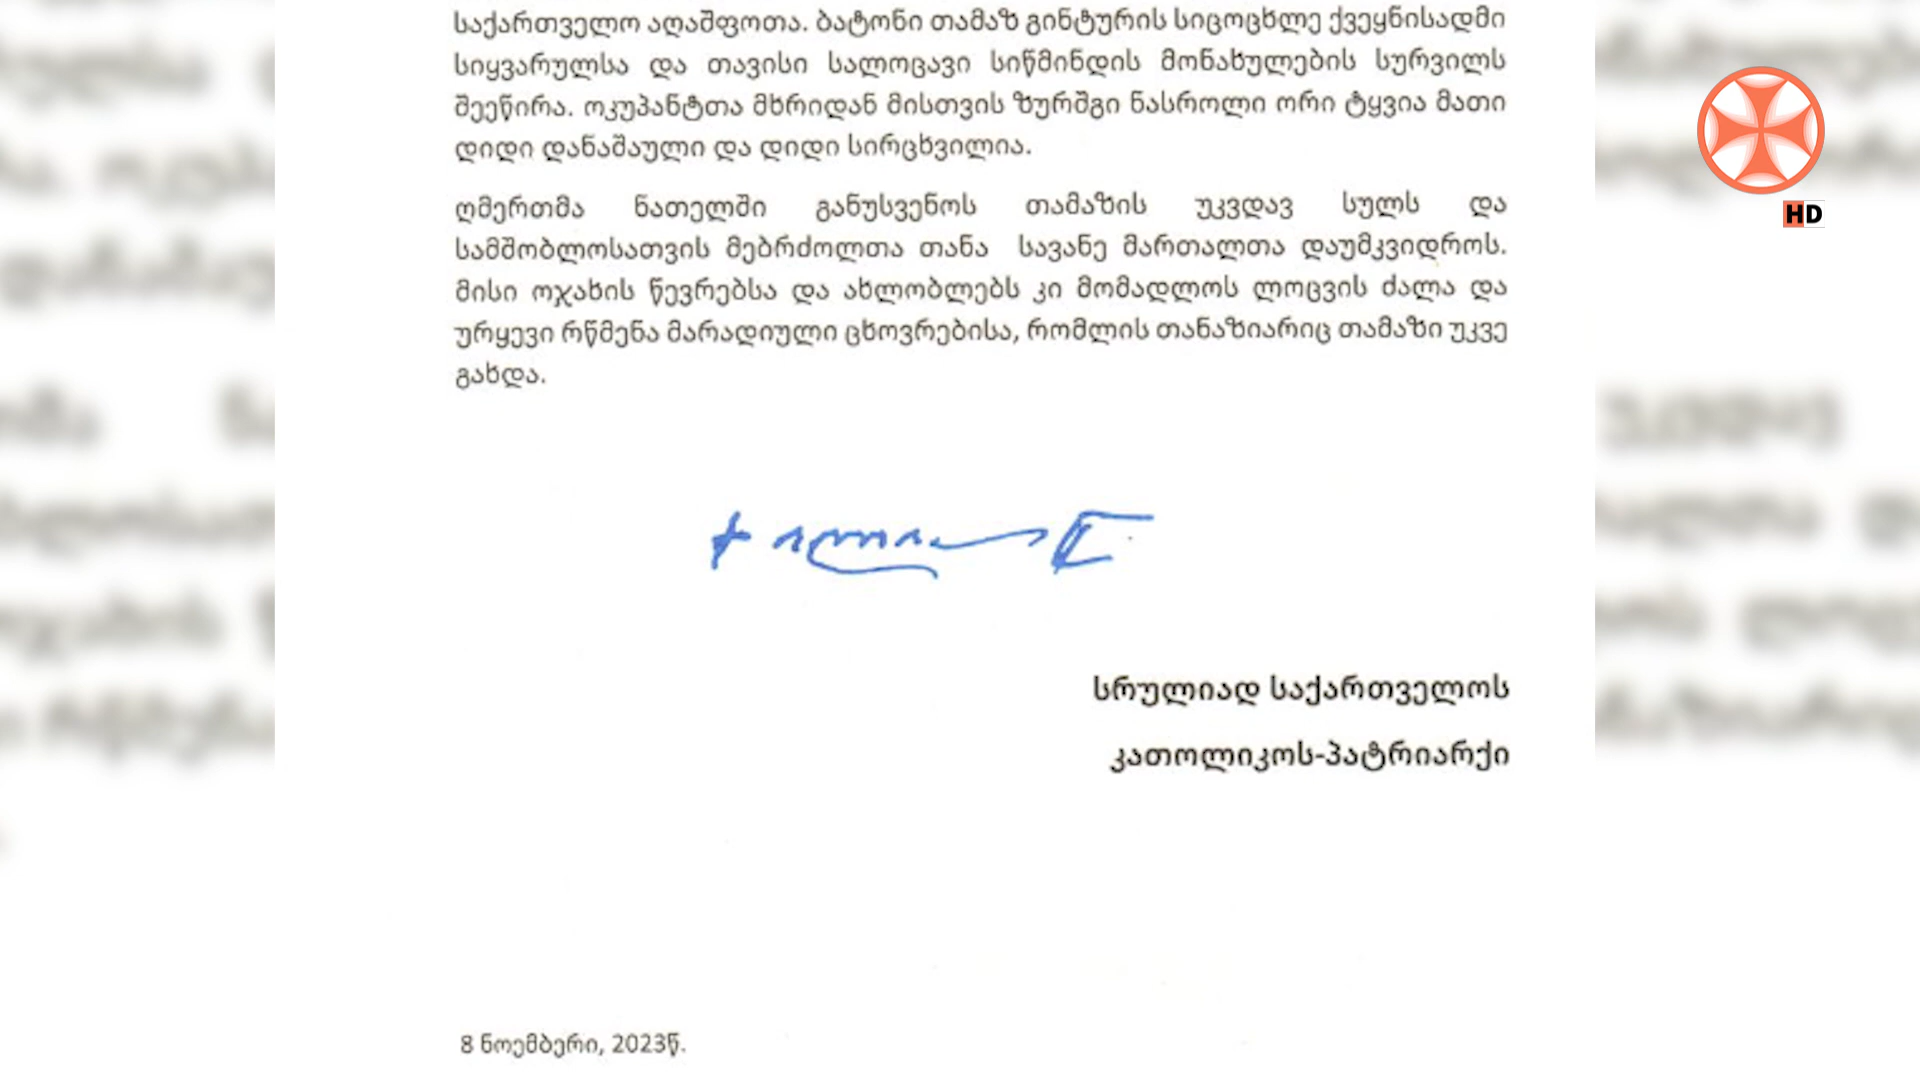 საქართველო აღაშფოთა. ბატონი თამაზ გინტურის სიცოცხლე ქვეყნისადმი
სიყვარულსა და თავისი სალოცავი სიწმინდის მონახულების სურვილს
შეეწირა. ოკუპანტთა მხრიდან მისთვის ზურშგი ნასროლი ორი ტყვია მათი
დიდი დანაშაული და დიდი სირცხვილია.
ღმერთმა ნათელში განუსვენოს თამაზის უკვდავ სულს და
სამშობლოსათვის მებრძოლთა თანა სავანე მართალთა დაუმკვიდროს.
მისი ოჯახის წევრებსა და ახლობლებს კი მომადლოს ლოცვის ძალა და
ურყევი რწმენა მარადიული ცხოვრებისა, რომლის თანაზიარიც თამაზი უკვე
გახდა.
სრულიად საქართველოს
კათოლიკოს-პატრიარქი
8 ნოემბერი, 2023წ.
HD